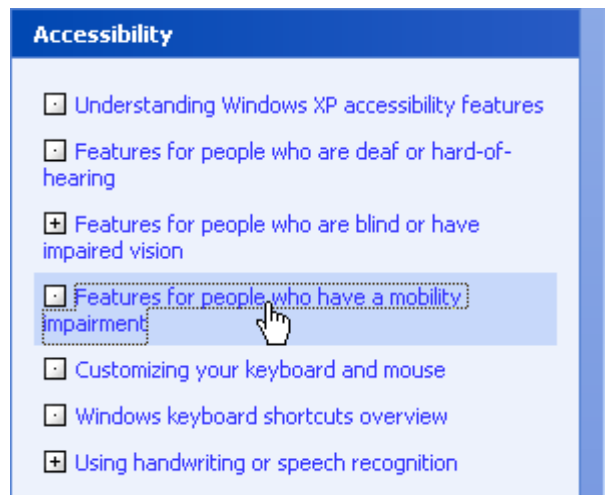 Accessibility
Understanding Windows XP accessibility features
Features for people who are deaf or hard-of-
hearing
Features for people who are blind or have
impaired vision
Features for people who have a mobility
impairment
Customizing your keyboard and mouse
Windows keyboard shortcuts overview
Using handwriting or speech recognition